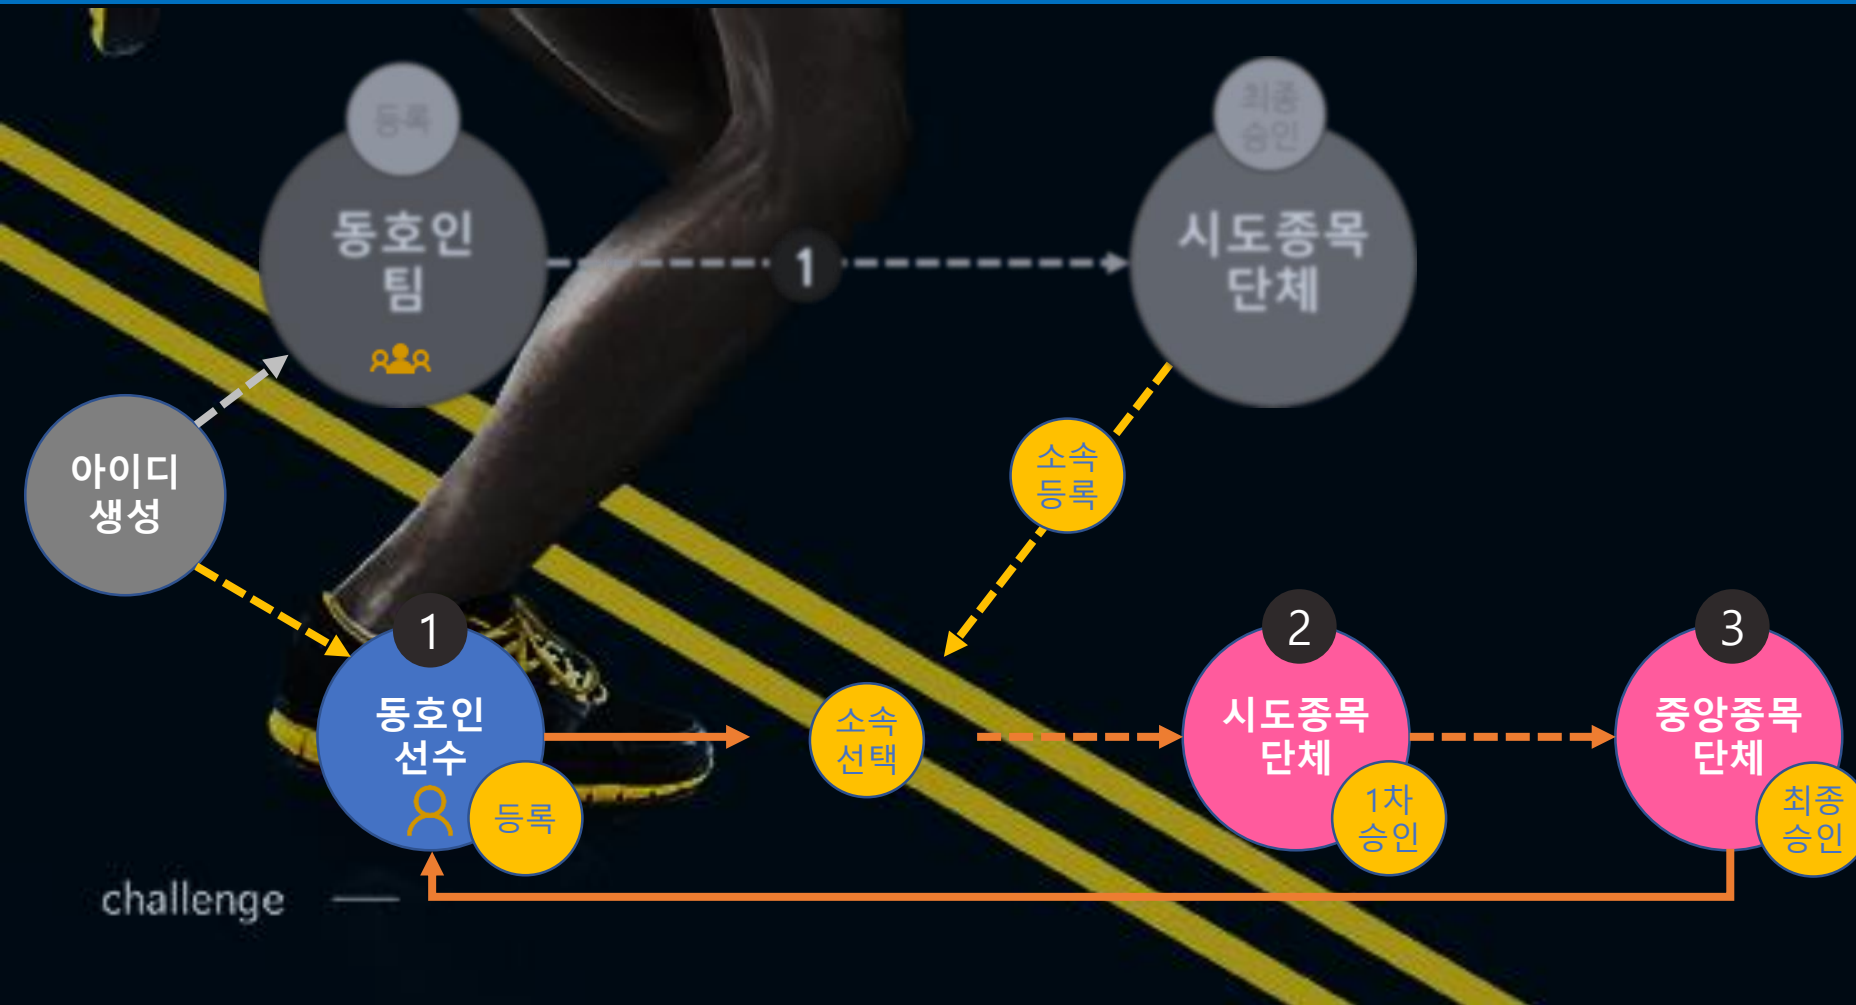 등록
최종
승인
동호인
팀
1
시도종목
단체
아이디
생성
소속
등록
1
동호인
선수
등록
소속
선택
2
시도종목
단체
1차
승인
3
중앙종목
단체
최종
승인
challenge